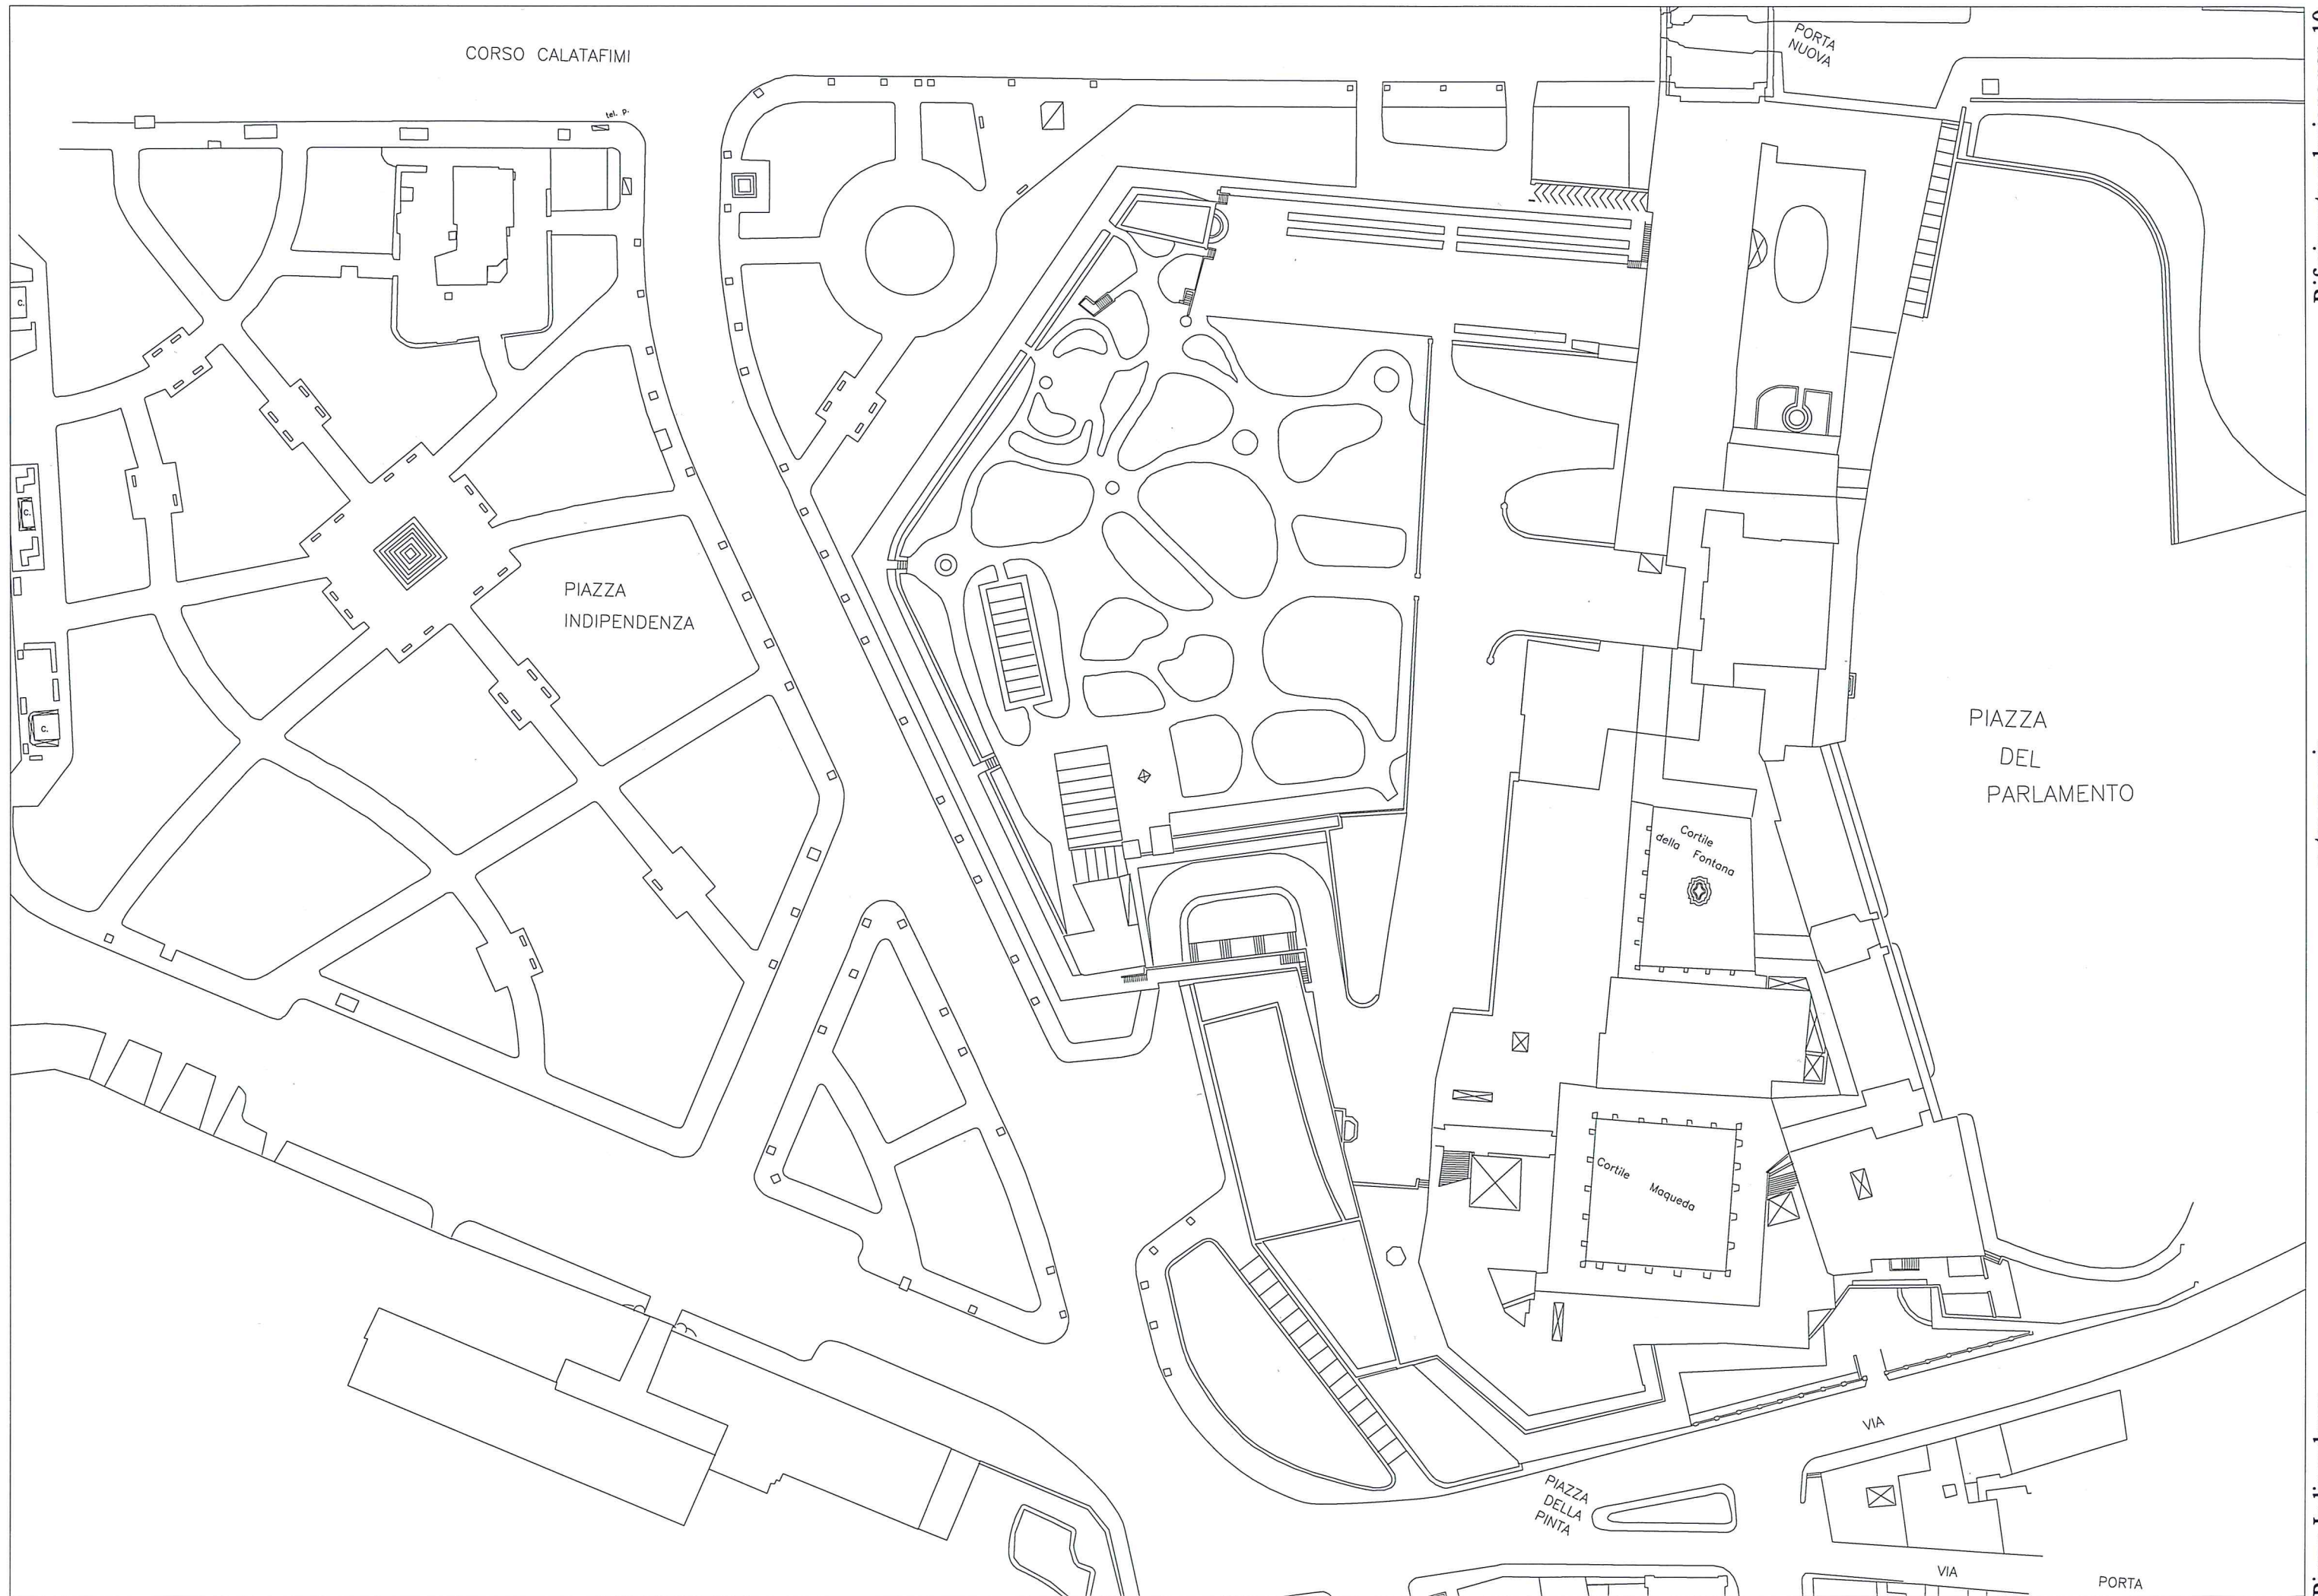 CORSO CALATAFIMI
PORTA
NUOVA
tel. p.
C.
C.
C.
PIAZZA
INDIPENDENZA
PIAZZA
DEL
PARLAMENTO
Cortile
della Fontana
Cortile Maqueda
VIA
PIAZZA
DELLA
PINTA
VIA PORTA